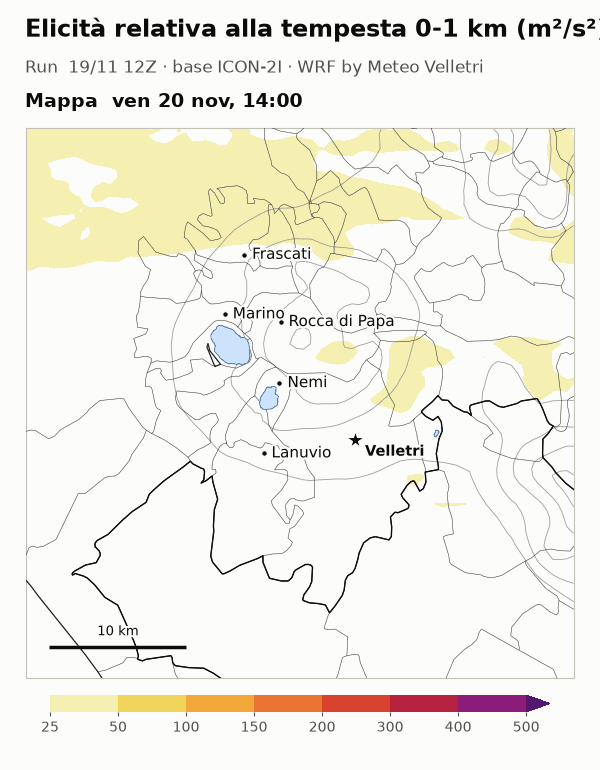 Elicità relativa alla tempesta 0-1 km (m²/s²)
Run 19/11 12Z · base ICON-2I · WRF by Meteo Velletri
Mappa ven 20 nov, 14:00
Frascati
Marino
Rocca di Papa
Nemi
Lanuvio
Velletri
10 km
25 50 100 150 200 300 400 500